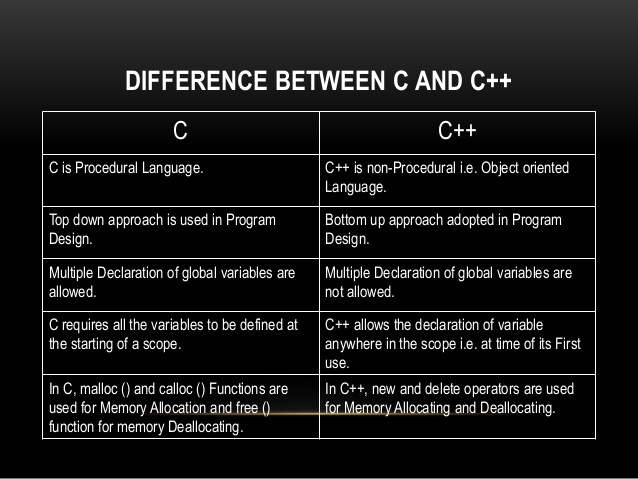 DIFFERENCE BETWEEN C AND C++
C
C++
C is Procedural Language.
C++ is non-Procedural i.e. Object oriented
Language.
Top down approach is used in Program
Design.
Bottom up approach adopted in Program
Design.
Multiple Declaration of global variables are
allowed.
Multiple Declaration of global variables are
not allowed.
C requires all the variables to be defined at
the starting of a scope.
C++ allows the declaration of variable
anywhere in the scope i.e. at time of its First
use.
In C, malloc () and calloc () Functions are
used for Memory Allocation and free ()
function for memory Deallocating.
In C++, new and delete operators are used
for Memory Allocating and Deallocating.